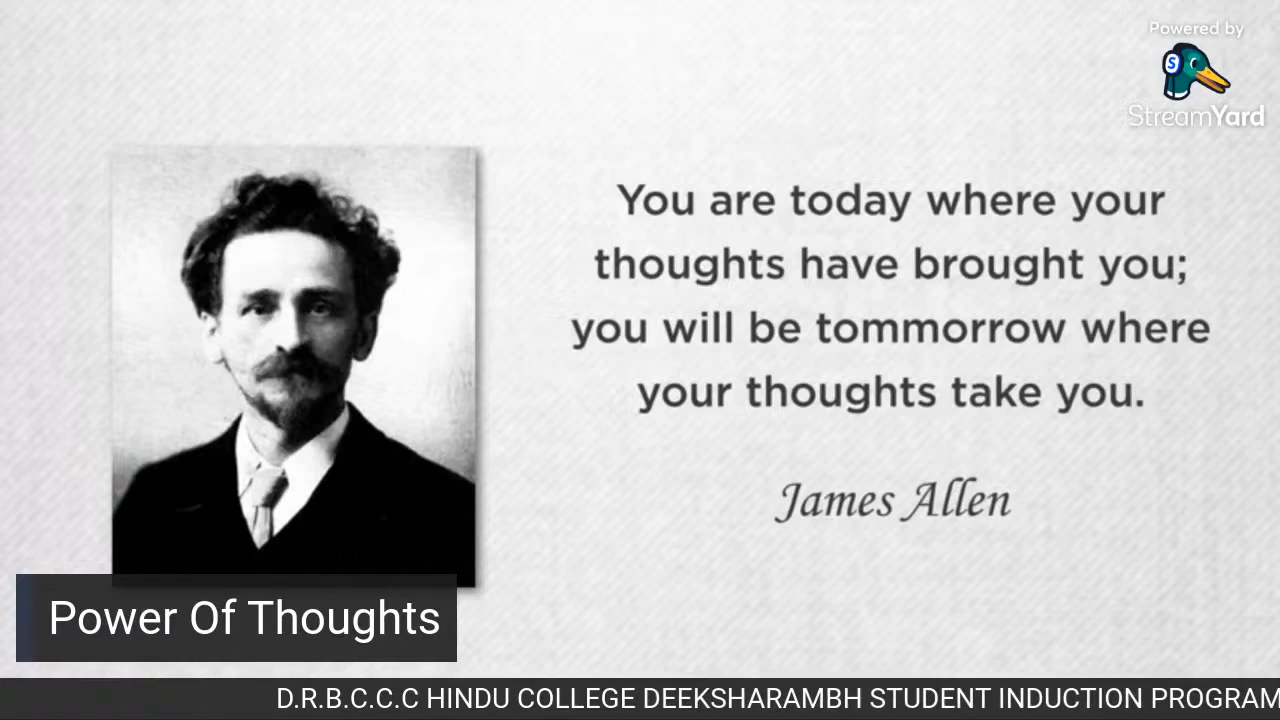 Powered by
S
StreamYard
You are today where your
thoughts have brought you;
you will be tommorrow where
your thoughts take you.
James Allen
Power Of Thoughts
D.R.B.C.C.C HINDU COLLEGE DEEKSHARAMBH STUDENT INDUCTION PROGRAM